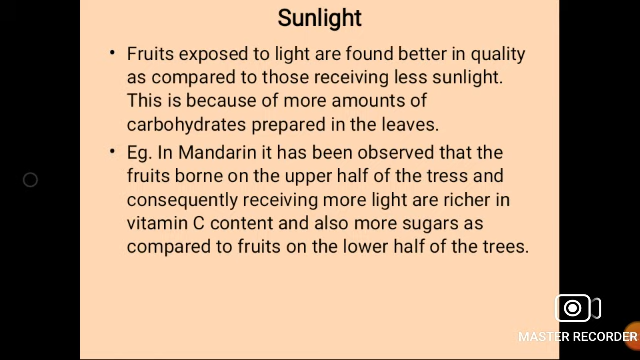 Sunlight
• Fruits exposed to light are found better in quality
as compared to those receiving less sunlight.
This is because of more amounts of
carbohydrates prepared in the leaves.
• Eg. In Mandarin it has been observed that the
fruits borne on the upper half of the tress and
consequently receiving more light are richer in
vitamin C content and also more sugars as
compared to fruits on the lower half of the trees.
MASTER RECORDER